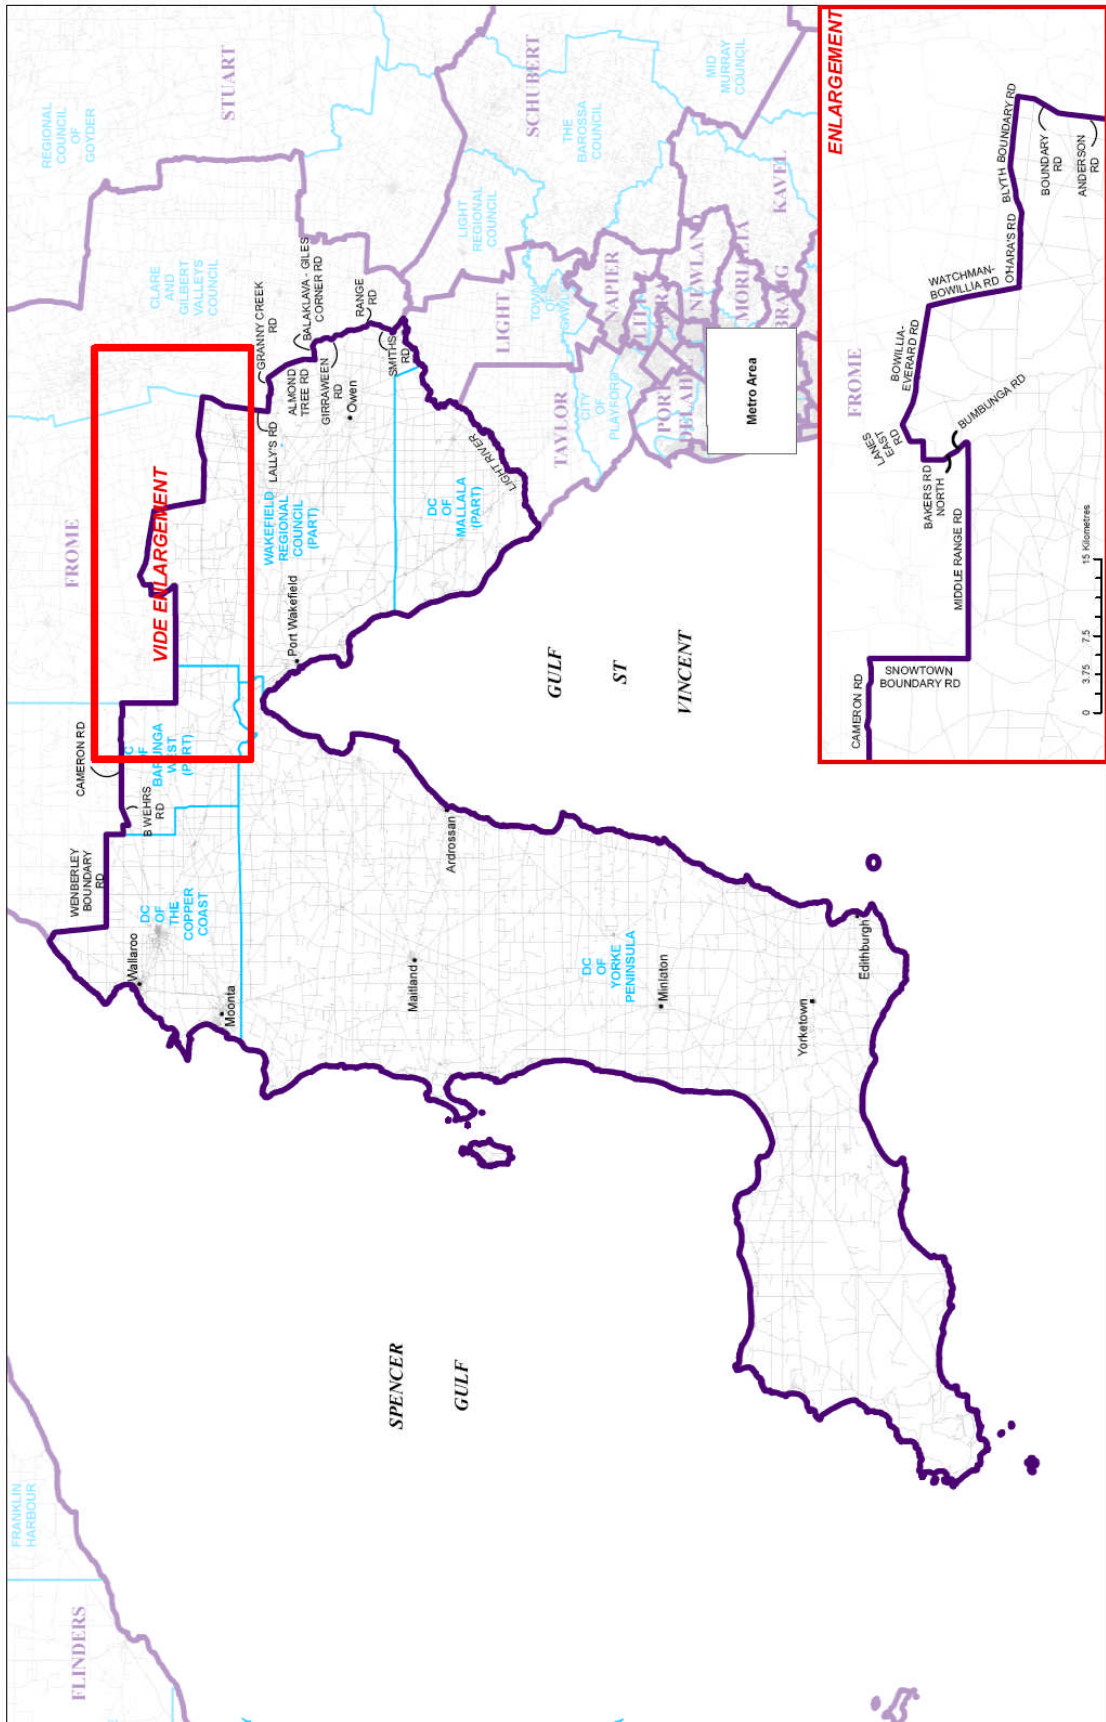 FLINDERS
FRANKLIN
HARBOUR
SPENCER
GULF
WENBERLEY
BOUNDARY
RD
CAMERON RD
B WEHRS
RD
Wallaroo
Moonta
DC
OF
THE
COPPER
COAST
BARUNGA
WEST
(PART)
VIDE ENLARGEMENT
FROME
STUART
REGIONAL
COUNCIL
OF
GOYDER
CLARE
AND
GILBERT
VALLEYS
COUNCIL
GRANNY CREEK
RD
BALAKLAVA - GILES
CORNER RD
RANGE
RD
LALLY'S RD
ALMOND
TREE RD
GIRRAWEEN
RD
SMITHS
RD
Owen
WAKEFIELD
REGIONAL
COUNCIL
(PART)
Port Wakefield
DC
OF
MALLALA
(PART)
LIGHT RIVER
LIGHT
REGIONAL
COUNCIL
SCHUBERT
THE
BAROSSA
COUNCIL
MID
MURRAY
COUNCIL
LIGHT
TAYLOR
CITY
OF
PLAYFORD
NAPIER
PORT
NEWLAND
MORIALTA
KAVEL
BRAGG
Metro Area
Maitland
Ardrossan
DC
OF
YORKE
PENINSULA
Minlaton
Yorketown
Edithburgh
GULF
ST
VINCENT
ENLARGEMENT
FROME
CAMERON RD
SNOWTOWN
BOUNDARY RD
MIDDLE RANGE RD
BAKERS RD
NORTH
BUMBUNGA RD
LANES
EAST
RD
BOWILLIA-
EVERARD RD
WATCHMAN-
BOWILLIA RD
OHARA'S RD
BLYTH BOUNDARY RD
BOUNDARY
RD
ANDERSON
RD
0 3.75 7.5 15 Kilometres